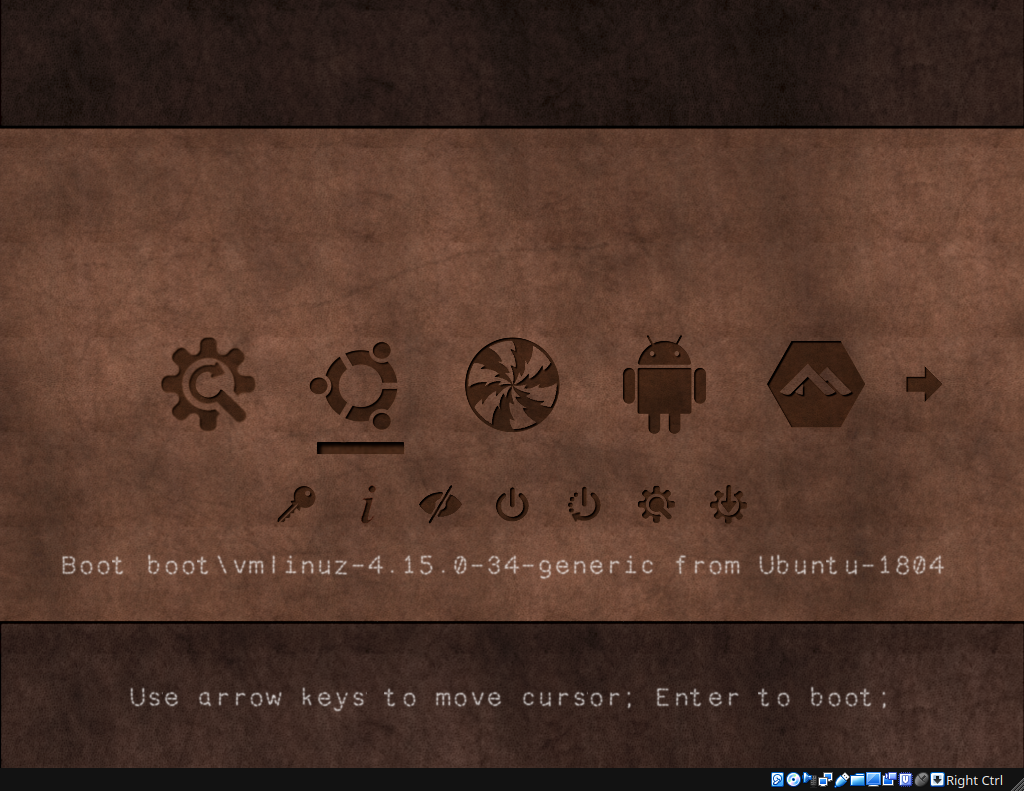 Boot boot\vmlinuz-4.15.0-34-generic from Ubuntu-1804
Use arrow keys to move cursor; Enter to boot;
Right Ctrl